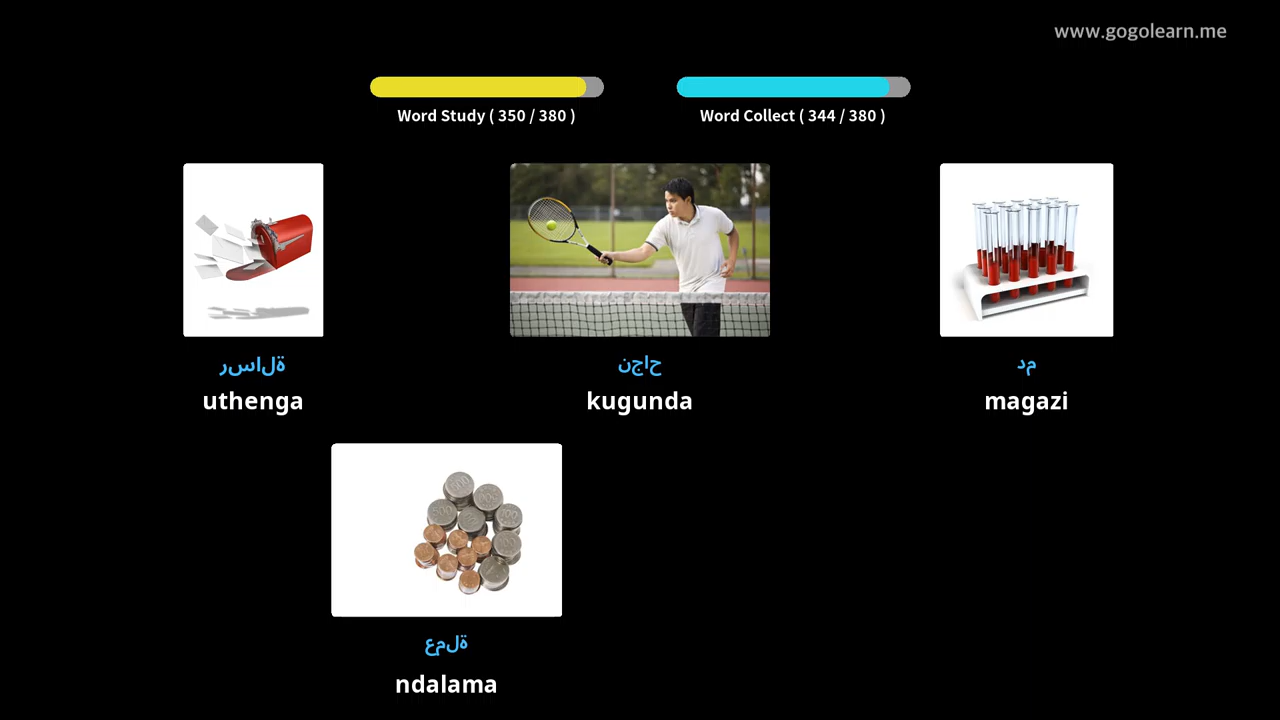 www.gogolearn.me
Word Study ( 350 / 380 )
Word Collect ( 344 / 380 )
رسالة
نجاح
دم
uthenga
kugunda
magazi
عملة
ndalama